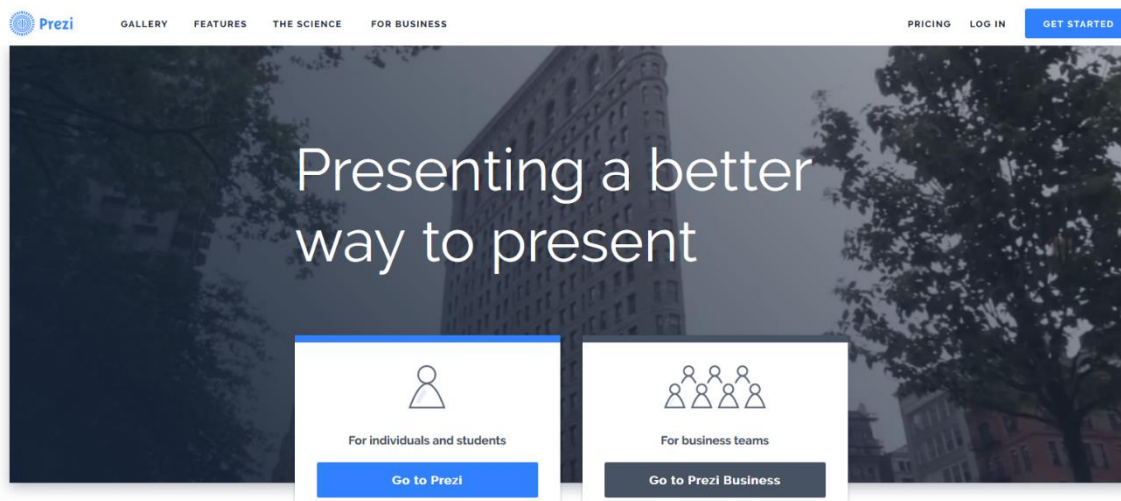 Prezi
GALLERY FEATURES THE SCIENCE FOR BUSINESS
PRICING LOG IN GET STARTED
Presenting a better
way to present
For individuals and students
Go to Prezi
For business teams
Go to Prezi Business